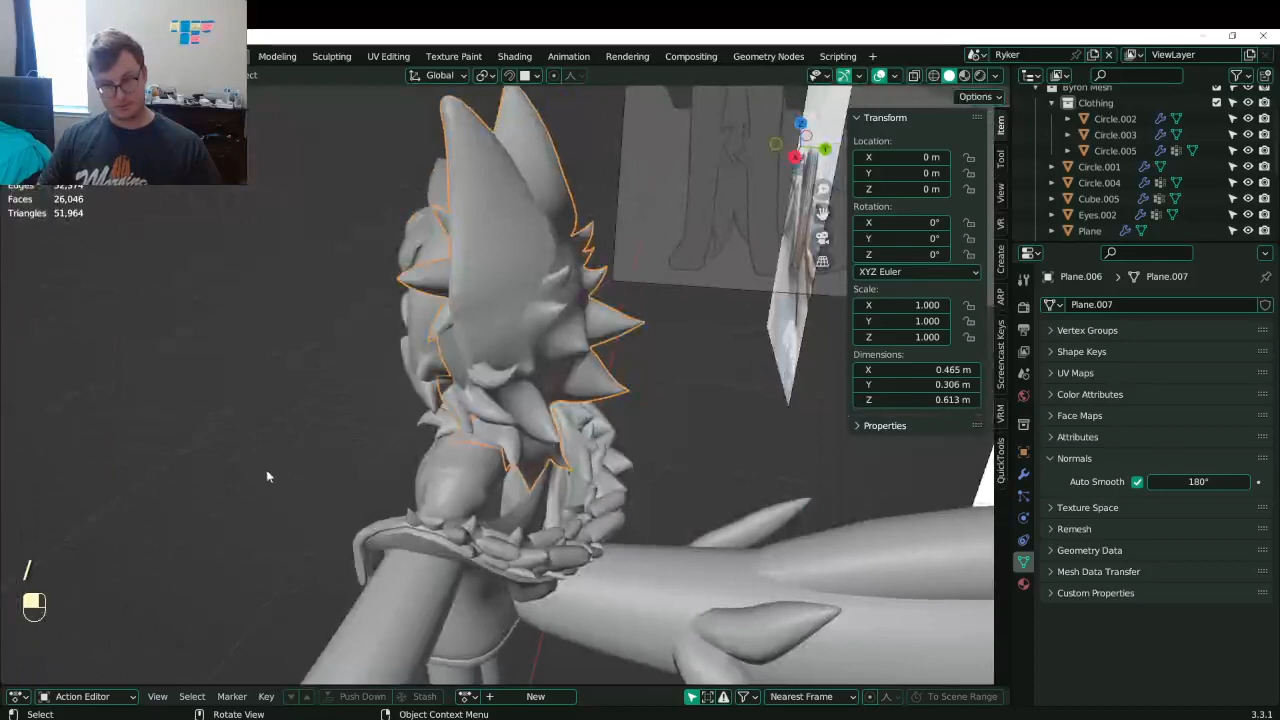 Modeling Sculpting UV Editing Texture Paint Shading Animation Rendering Compositing Geometry Nodes Scripting +
Ryker
ViewLayer
ect
Global
Options
Byron Mesh
Clothing
Circle.002
Circle.003
Circle.005
Circle.001
Circle.004
Cube.005
Eyes.002
Plane
Edges 52,974
Faces 26,046
Triangles 51,964
Transform
Location:
X 0 m
Y 0 m
Z 0 m
Rotation:
X 0°
Y 0°
Z 0°
XYZ Euler
Scale:
X 1.000
Y 1.000
Z 1.000
Dimensions:
X 0.465 m
Y 0.306 m
Z 0.613 m
Properties
Item
Tool
View
VR
Create
ARP
Screencast Keys
VRM
QuickTools
Plane.006 > Plane.007
Plane.007
Vertex Groups
Shape Keys
UV Maps
Color Attributes
Face Maps
Attributes
Normals
Auto Smooth 180°
Texture Space
Remesh
Geometry Data
Mesh Data Transfer
Custom Properties
/
Action Editor View Select Marker Key Push Down Stash + New Nearest Frame To Scene Range
Select Rotate View Object Context Menu 3.3.1